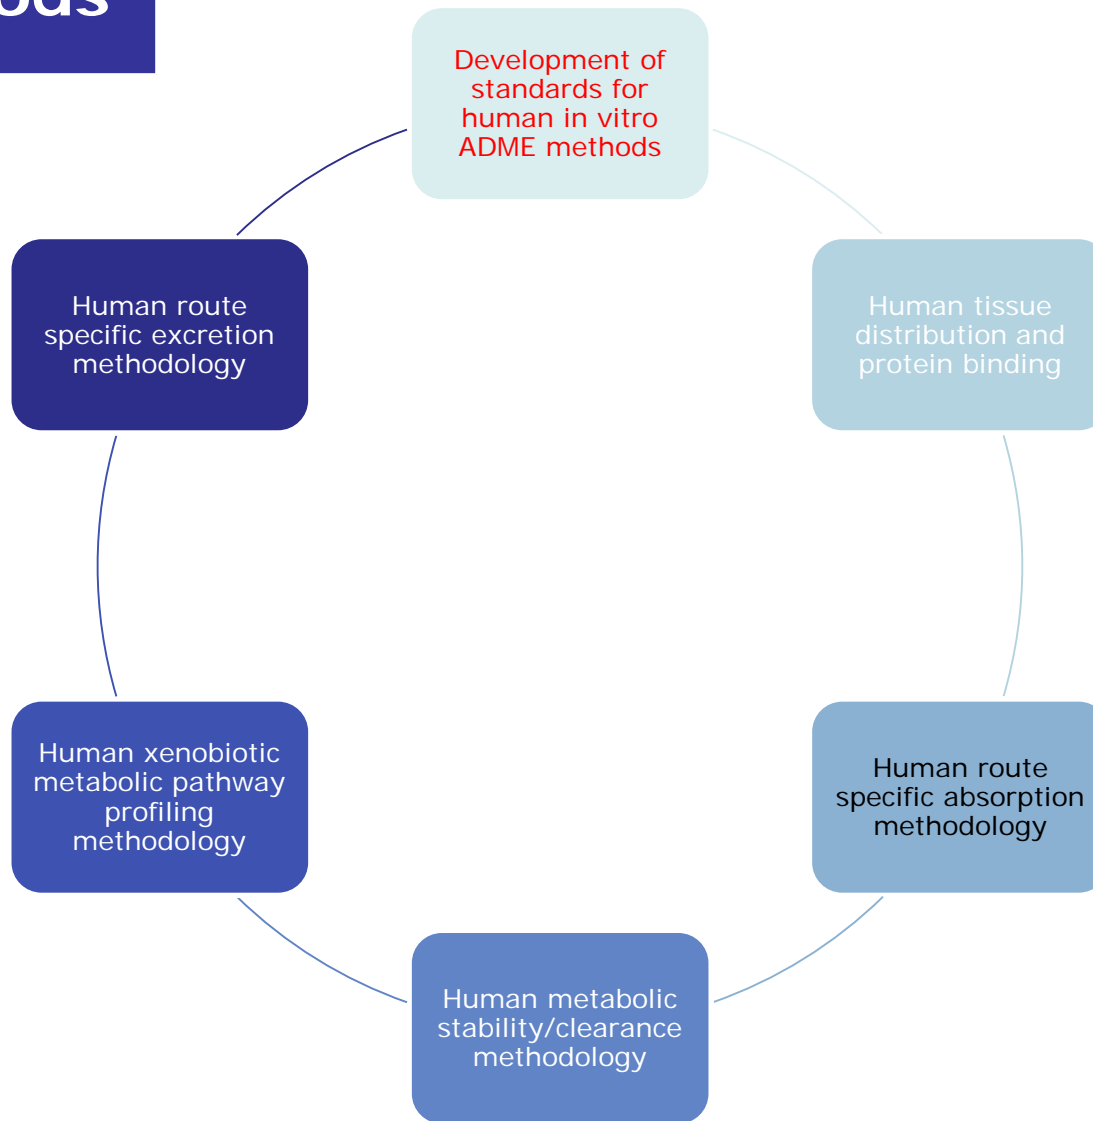 ods
Development of
standards for
human in vitro
ADME methods
Human route
specific excretion
methodology
Human tissue
distribution and
protein binding
Human xenobiotic
metabolic pathway
profiling
methodology
Human route
specific absorption
methodology
Human metabolic
stability/clearance
methodology